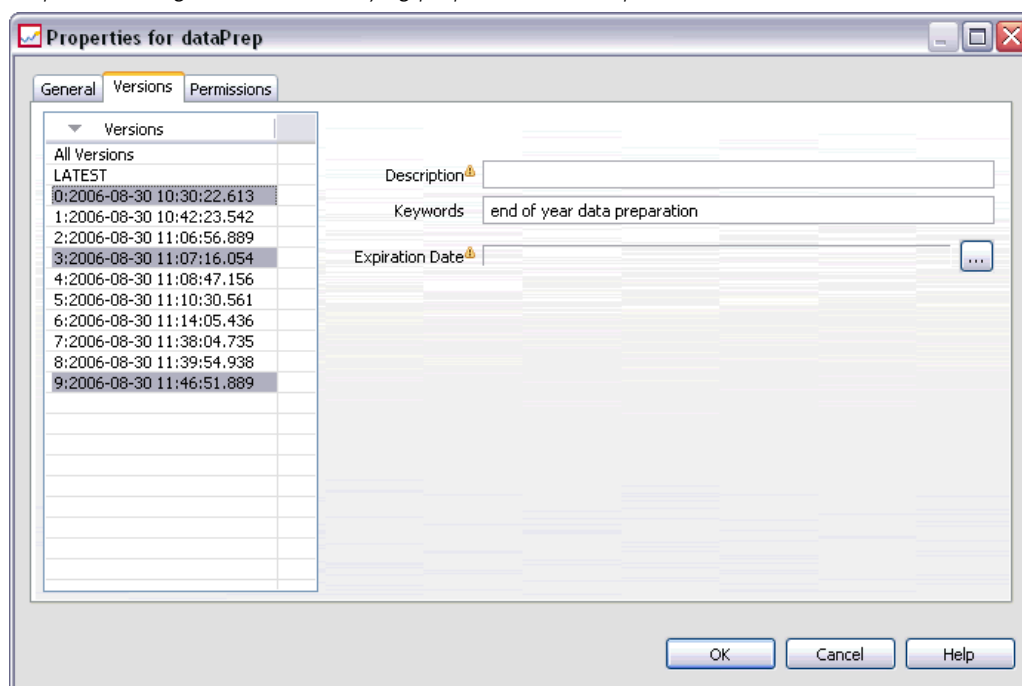 Properties for dataPrep
General Versions Permissions
Versions
All Versions
LATEST
0:2006-08-30 10:30:22.613
1:2006-08-30 10:42:23.542
2:2006-08-30 11:06:56.889
3:2006-08-30 11:07:16.054
4:2006-08-30 11:08:47.156
5:2006-08-30 11:10:30.561
6:2006-08-30 11:14:05.436
7:2006-08-30 11:38:04.735
8:2006-08-30 11:39:54.938
9:2006-08-30 11:46:51.889
Description
Keywords end of year data preparation
Expiration Date ...
OK Cancel Help